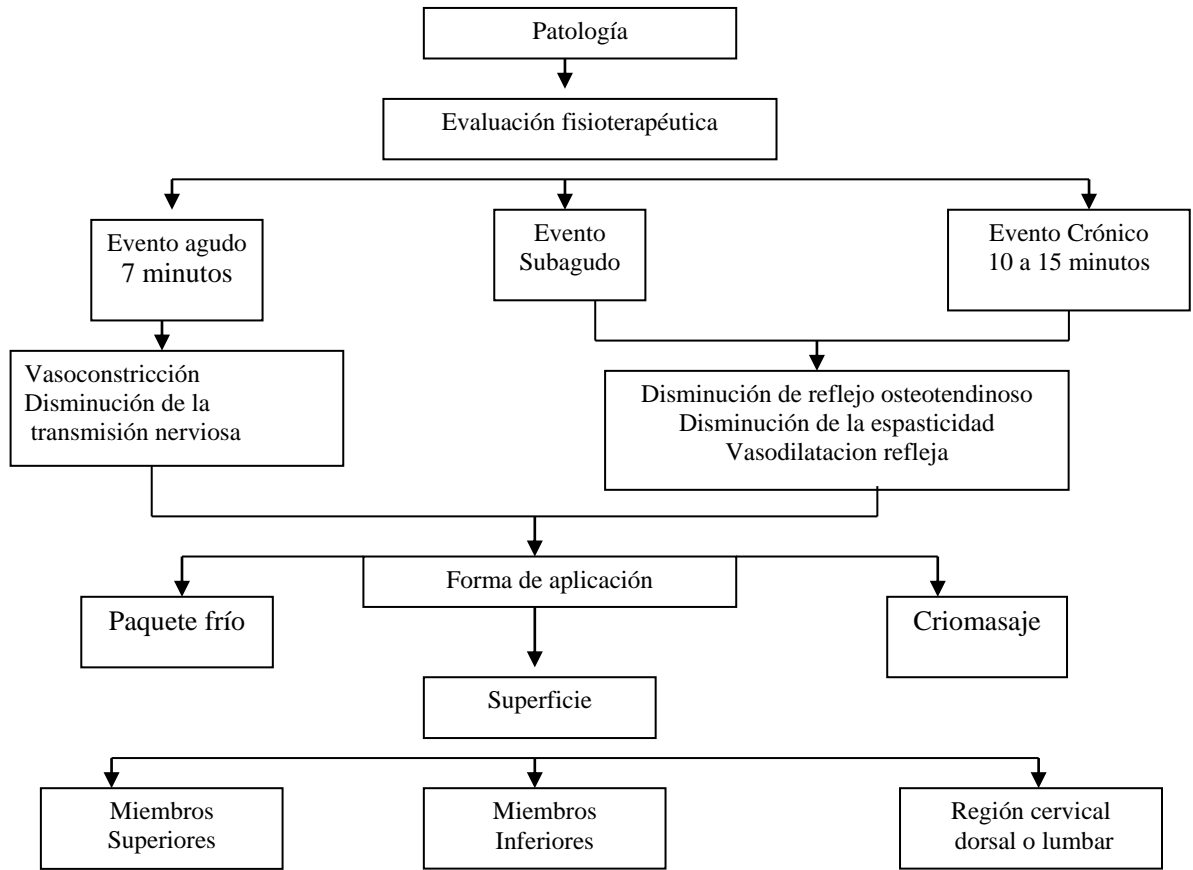 Patología
Evaluación fisioterapéutica
Evento agudo
7 minutos
Evento
Subagudo
Evento Crónico
10 a 15 minutos
Vasoconstricción
Disminución de la
transmisión nerviosa
Disminución de reflejo osteotendinoso
Disminución de la espasticidad
Vasodilatacion refleja
Forma de aplicación
Paquete frío
Criomasaje
Superficie
Miembros
Superiores
Miembros
Inferiores
Región cervical
dorsal o lumbar